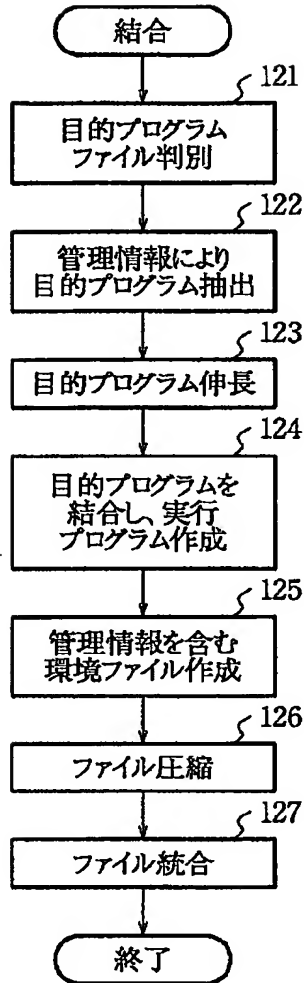 結合
121
目的プログラム
ファイル判別
122
管理情報により
目的プログラム抽出
123
目的プログラム伸長
124
目的プログラムを
結合し、実行
プログラム作成
125
管理情報を含む
環境ファイル作成
126
ファイル圧縮
127
ファイル統合
終了